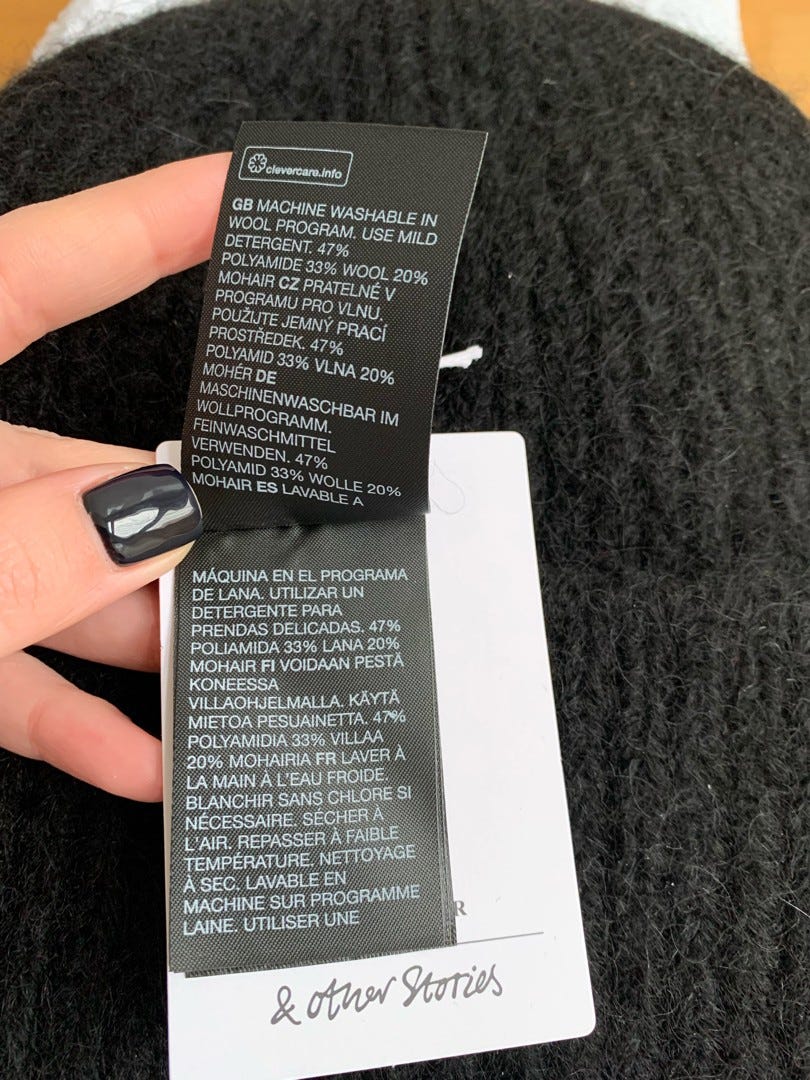 clevercare.info
GB MACHINE WASHABLE IN
WOOL PROGRAM. USE MILD
DETERGENT. 47%
POLYAMIDE 33% WOOL 20%
MOHAIR CZ PRATELNÉ V
PROGRAMU PRO VLNU,
POUŽIJTE JEMNÝ PRACÍ
PROSTŘEDEK. 47%
POLYAMID 33% VLNA 20%
MOHÉR DE
MASCHINENWASCHBAR IM
WOLLPROGRAMM.
FEINWASCHMITTEL
VERWENDEN. 47%
POLYAMID 33% WOLLE 20%
MOHAIR ES LAVABLE A
MÁQUINA EN EL PROGRAMA
DE LANA. UTILIZAR UN
DETERGENTE PARA
PRENDAS DELICADAS. 47%
POLIAMIDA 33% LANA 20%
MOHAIR FI VOIDAAN PESTÄ
KONEESSA
VILLAOHJELMALLA. KÄYTÄ
MIETOA PESUAINETTA. 47%
POLYAMIDIA 33% VILLAA
20% MOHAIRIA FR LAVER À
LA MAIN À L'EAU FROIDE.
BLANCHIR SANS CHLORE SI
NÉCESSAIRE. SÉCHER À
L'AIR. REPASSER À FAIBLE
TEMPÉRATURE. NETTOYAGE
À SEC. LAVABLE EN
MACHINE SUR PROGRAMME
LAINE. UTILISER UNE
R
& other Stories